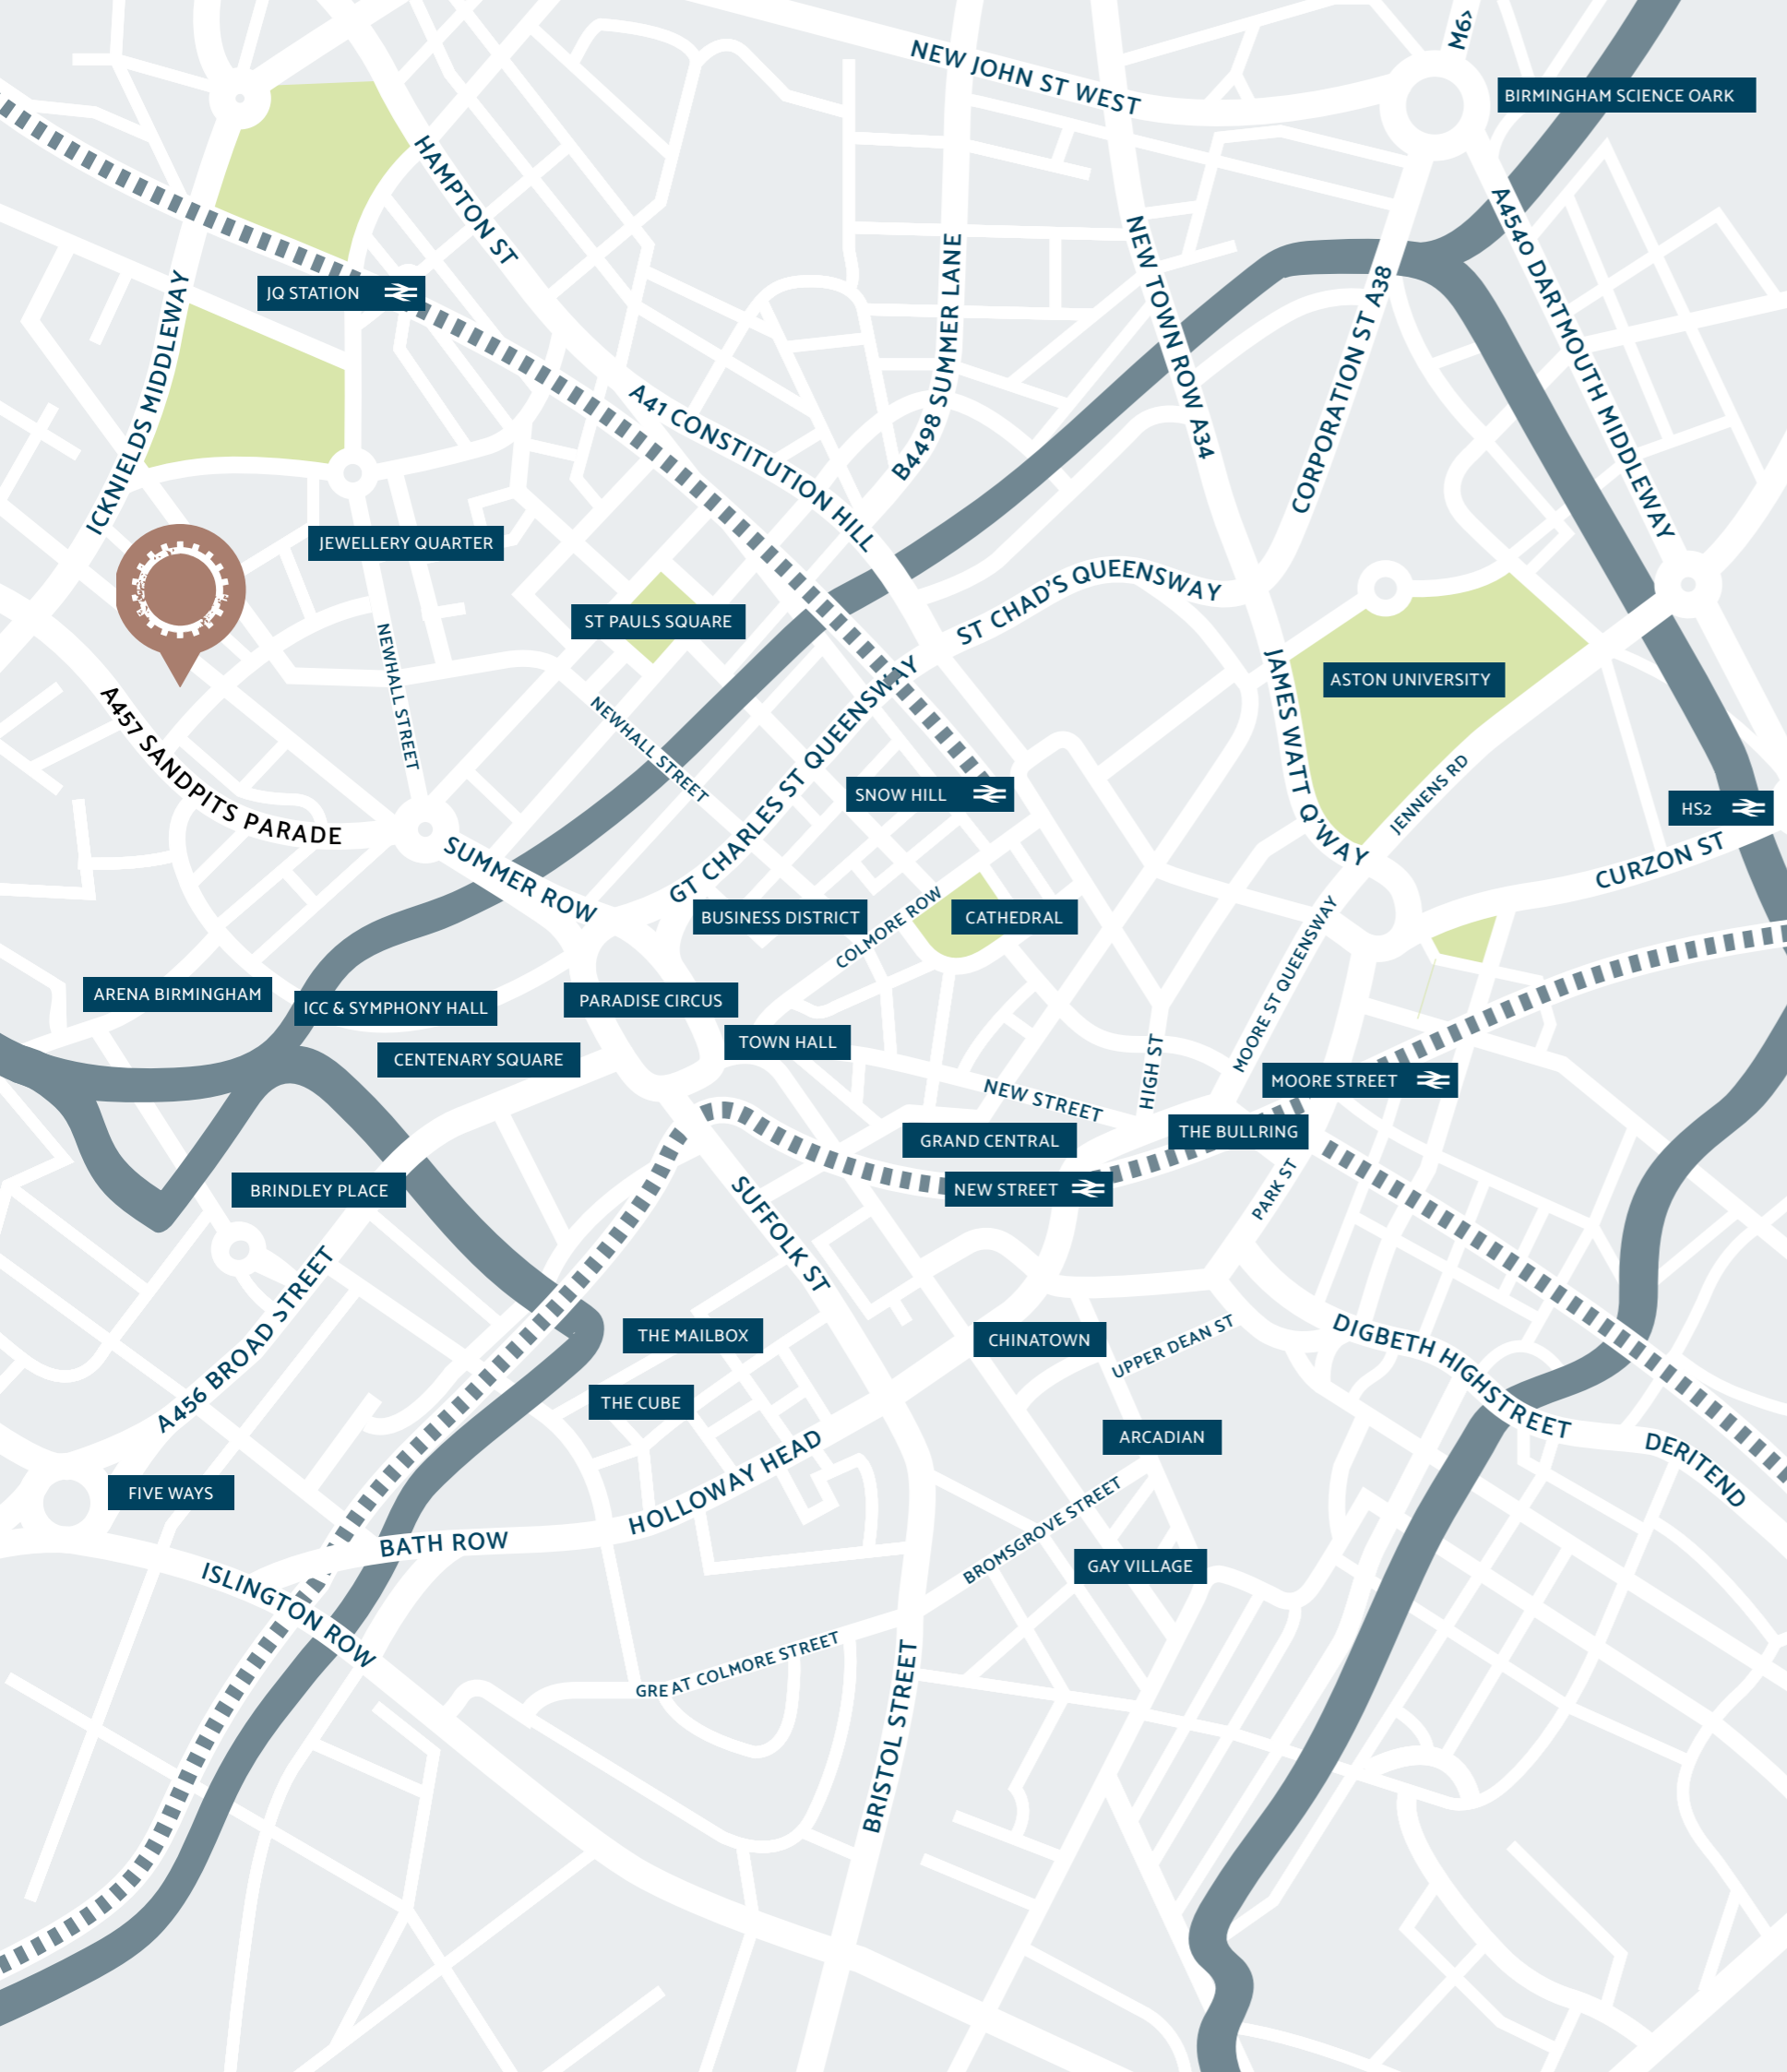 M6>
NEW JOHN ST WEST
BIRMINGHAM SCIENCE OARK
HAMPTON ST
A4540 DARTMOUTH MIDDLEWAY
NEW TOWN ROW A34
B4498 SUMMER LANE
CORPORATION ST A38
JQ STATION
ICKNIELDS MIDDLEWAY
A41 CONSTITUTION HILL
JEWELLERY QUARTER
ST CHAD'S QUEENSWAY
ST PAULS SQUARE
NEWHALL STREET
JAMES WATT Q'WAY
ASTON UNIVERSITY
A457 SANDPITS PARADE
NEWHALL STREET
GT CHARLES ST QUEENSWAY
SNOW HILL
JENNENS RD
HS2
CURZON ST
SUMMER ROW
BUSINESS DISTRICT
COLMORE ROW
CATHEDRAL
MOORE ST QUEENSWAY
ARENA BIRMINGHAM
ICC & SYMPHONY HALL
PARADISE CIRCUS
TOWN HALL
CENTENARY SQUARE
HIGH ST
NEW STREET
MOORE STREET
THE BULLRING
GRAND CENTRAL
NEW STREET
BRINDLEY PLACE
PARK ST
SUFFOLK ST
A456 BROAD STREET
THE MAILBOX
CHINATOWN
UPPER DEAN ST
DIGBETH HIGHSTREET
THE CUBE
ARCADIAN
DERITEND
FIVE WAYS
HOLLOWAY HEAD
BATH ROW
BROMSGROVE STREET
GAY VILLAGE
ISLINGTON ROW
GREAT COLMORE STREET
BRISTOL STREET